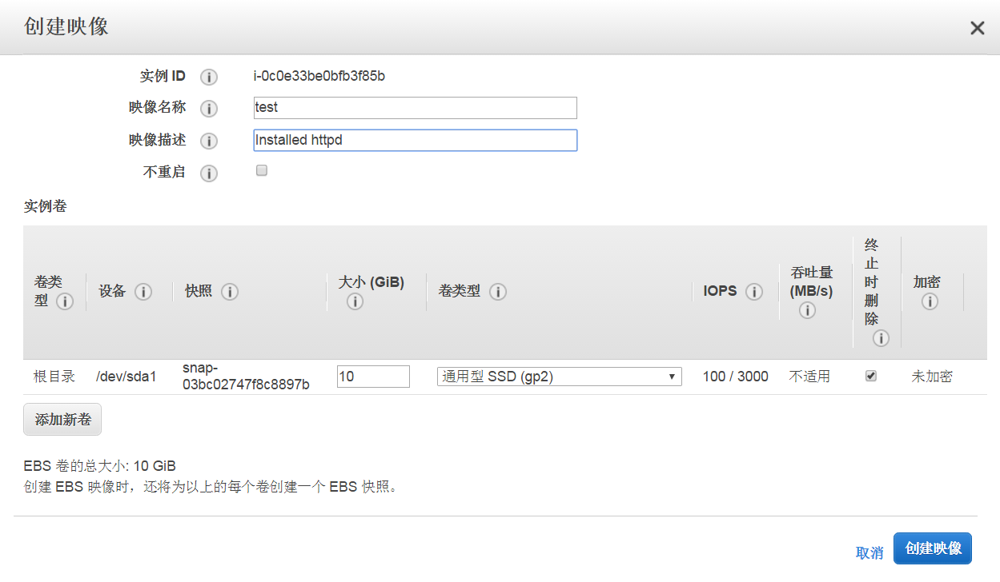 创建映像
实例 ID i-0c0e33be0bfb3f85b
映像名称 test
映像描述 Installed httpd
不重启
实例卷
卷类型 设备 快照 大小 (GiB) 卷类型 IOPS 吞吐量 (MB/s) 终止时删除 加密
根目录 /dev/sda1 snap-03bc02747f8c8897b 10 通用型 SSD (gp2) 100 / 3000 不适用 未加密
添加新卷
EBS 卷的总大小: 10 GiB
创建 EBS 映像时，还将为以上的每个卷创建一个 EBS 快照。
取消 创建映像